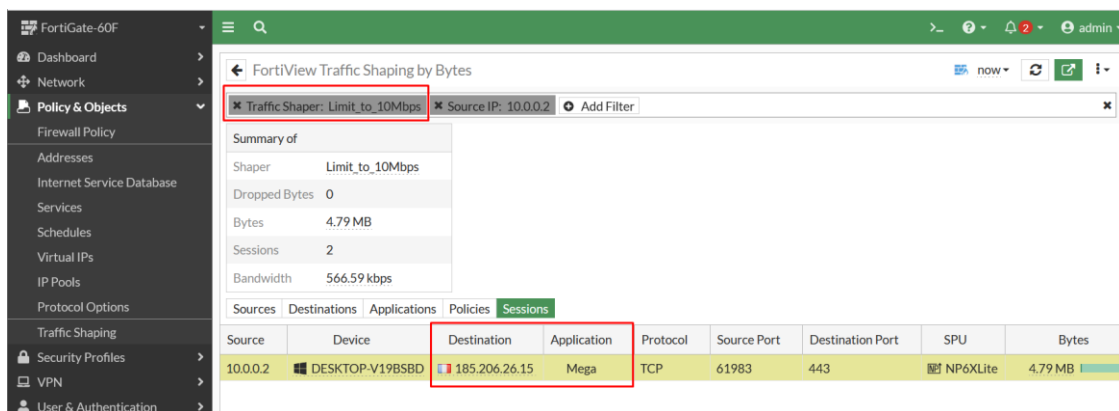 FortiGate-60F
>_ 2 admin
Dashboard
Network
Policy & Objects
Firewall Policy
Addresses
Internet Service Database
Services
Schedules
Virtual IPs
IP Pools
Protocol Options
Traffic Shaping
Security Profiles
VPN
User & Authentication
FortiView Traffic Shaping by Bytes
now
Traffic Shaper: Limit_to_10Mbps Source IP: 10.0.0.2 Add Filter
Summary of
Shaper Limit_to_10Mbps
Dropped Bytes 0
Bytes 4.79 MB
Sessions 2
Bandwidth 566.59 kbps
Sources Destinations Applications Policies Sessions
Source Device Destination Application Protocol Source Port Destination Port SPU Bytes
10.0.0.2 DESKTOP-V19BSBD 185.206.26.15 Mega TCP 61983 443 NP6XLite 4.79 MB